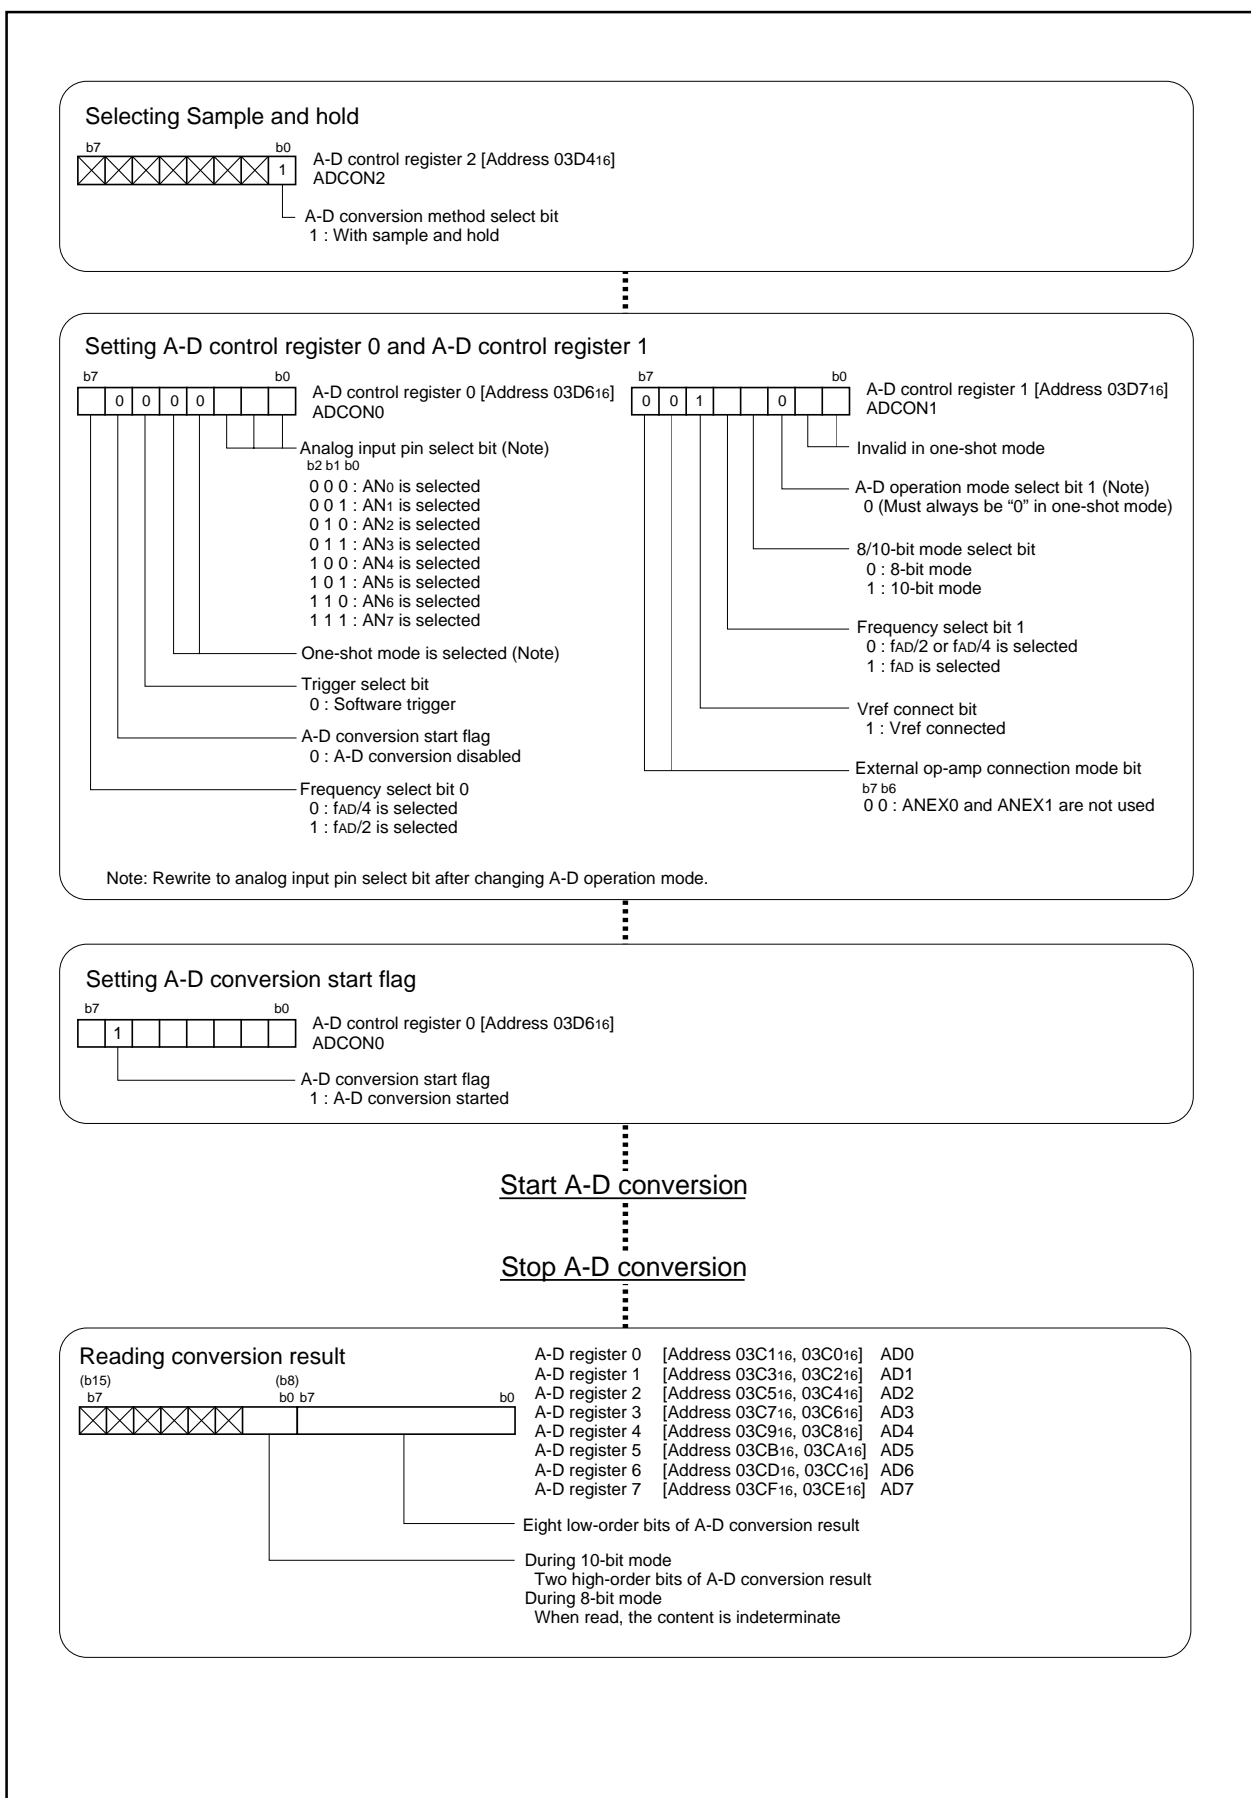 Selecting Sample and hold
b7 b0
1
A-D control register 2 [Address 03D416]
ADCON2
A-D conversion method select bit
1 : With sample and hold
Setting A-D control register 0 and A-D control register 1
b7 b0
0 0 0 0
A-D control register 0 [Address 03D616]
ADCON0
Analog input pin select bit (Note)
b2 b1 b0
0 0 0 : AN0 is selected
0 0 1 : AN1 is selected
0 1 0 : AN2 is selected
0 1 1 : AN3 is selected
1 0 0 : AN4 is selected
1 0 1 : AN5 is selected
1 1 0 : AN6 is selected
1 1 1 : AN7 is selected
One-shot mode is selected (Note)
Trigger select bit
0 : Software trigger
A-D conversion start flag
0 : A-D conversion disabled
Frequency select bit 0
0 : fAD/4 is selected
1 : fAD/2 is selected
b7 b0
0 0 1 0
A-D control register 1 [Address 03D716]
ADCON1
Invalid in one-shot mode
A-D operation mode select bit 1 (Note)
0 (Must always be “0” in one-shot mode)
8/10-bit mode select bit
0 : 8-bit mode
1 : 10-bit mode
Frequency select bit 1
0 : fAD/2 or fAD/4 is selected
1 : fAD is selected
Vref connect bit
1 : Vref connected
External op-amp connection mode bit
b7 b6
0 0 : ANEX0 and ANEX1 are not used
Note: Rewrite to analog input pin select bit after changing A-D operation mode.
Setting A-D conversion start flag
b7 b0
1
A-D control register 0 [Address 03D616]
ADCON0
A-D conversion start flag
1 : A-D conversion started
Start A-D conversion
Stop A-D conversion
Reading conversion result
(b15) (b8)
b7 b0 b7 b0
A-D register 0 [Address 03C116, 03C016] AD0
A-D register 1 [Address 03C316, 03C216] AD1
A-D register 2 [Address 03C516, 03C416] AD2
A-D register 3 [Address 03C716, 03C616] AD3
A-D register 4 [Address 03C916, 03C816] AD4
A-D register 5 [Address 03CB16, 03CA16] AD5
A-D register 6 [Address 03CD16, 03CC16] AD6
A-D register 7 [Address 03CF16, 03CE16] AD7
Eight low-order bits of A-D conversion result
During 10-bit mode
Two high-order bits of A-D conversion result
During 8-bit mode
When read, the content is indeterminate